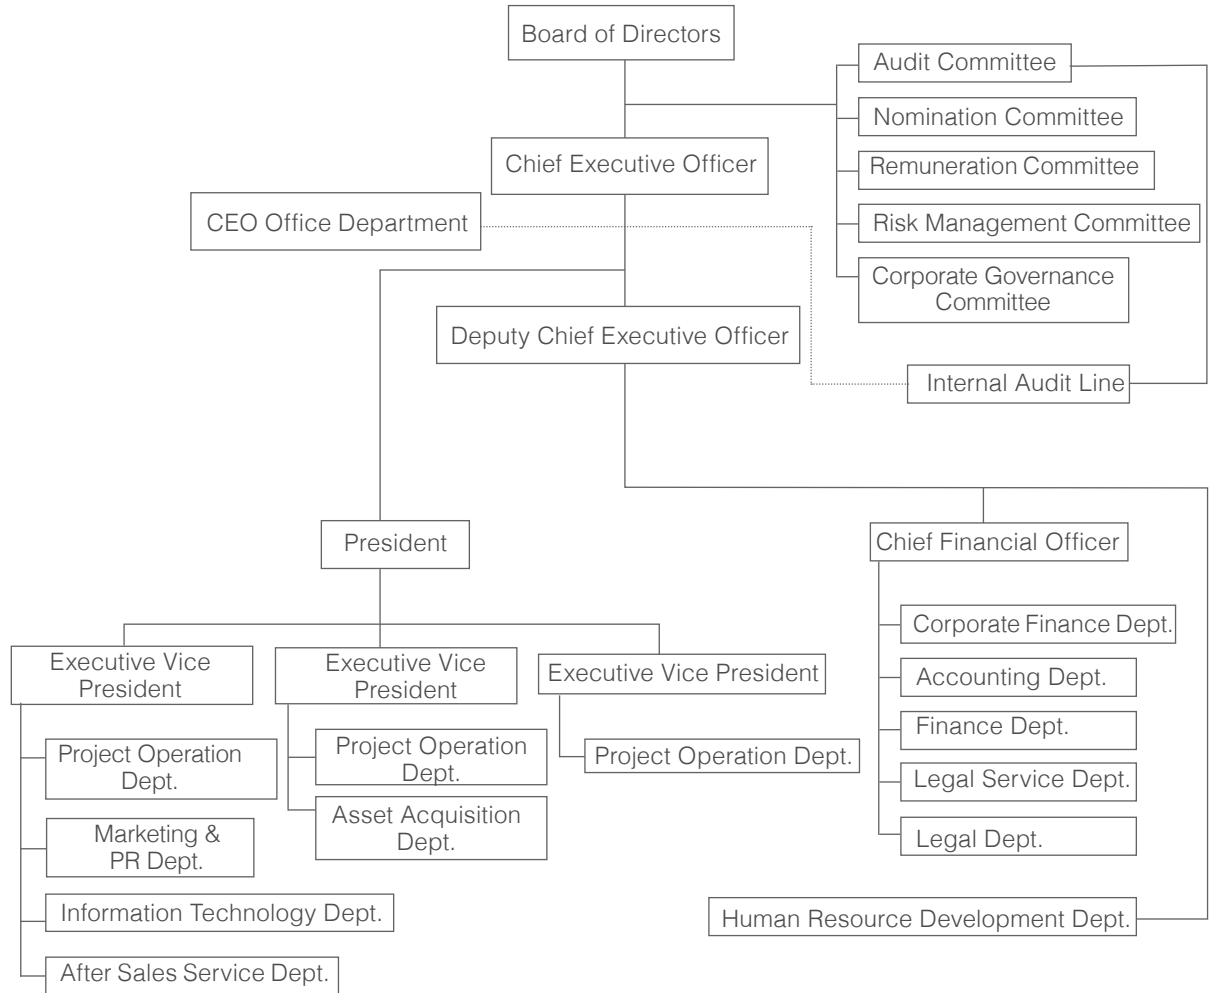 Board of Directors
Audit Committee
Nomination Committee
Chief Executive Officer
Remuneration Committee
CEO Office Department
Risk Management Committee
Corporate Governance
Committee
Deputy Chief Executive Officer
Internal Audit Line
President
Chief Financial Officer
Executive Vice
President
Executive Vice
President
Executive Vice President
Corporate Finance Dept.
Accounting Dept.
Finance Dept.
Legal Service Dept.
Legal Dept.
Project Operation
Dept.
Marketing &
PR Dept.
Information Technology Dept.
After Sales Service Dept.
Project Operation
Dept.
Asset Acquisition
Dept.
Project Operation Dept.
Human Resource Development Dept.